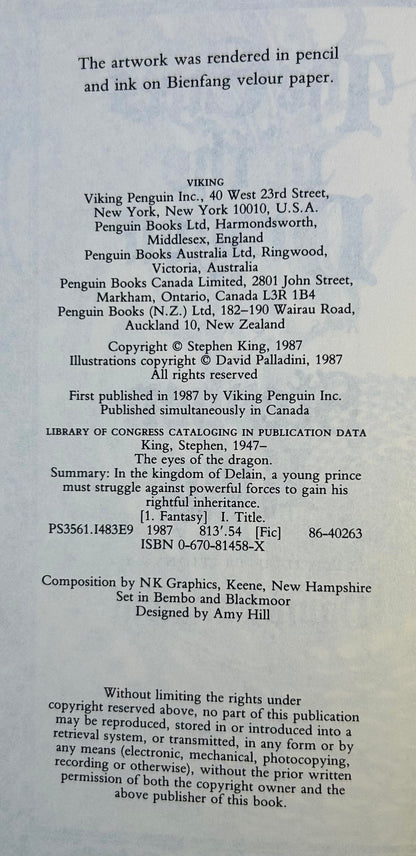 The artwork was rendered in pencil
and ink on Bienfang velour paper.
VIKING
Viking Penguin Inc., 40 West 23rd Street,
New York, New York 10010, U.S.A.
Penguin Books Ltd, Harmondsworth,
Middlesex, England
Penguin Books Australia Ltd, Ringwood,
Victoria, Australia
Penguin Books Canada Limited, 2801 John Street,
Markham, Ontario, Canada L3R 1B4
Penguin Books (N.Z.) Ltd, 182–190 Wairau Road,
Auckland 10, New Zealand
Copyright © Stephen King, 1987
Illustrations copyright © David Palladini, 1987
All rights reserved
First published in 1987 by Viking Penguin Inc.
Published simultaneously in Canada
LIBRARY OF CONGRESS CATALOGING IN PUBLICATION DATA
King, Stephen, 1947–
The eyes of the dragon.
Summary: In the kingdom of Delain, a young prince
must struggle against powerful forces to gain his
rightful inheritance.
[1. Fantasy] I. Title.
PS3561.I483E9 1987 813'.54 [Fic] 86-40263
ISBN 0-670-81458-X
Composition by NK Graphics, Keene, New Hampshire
Set in Bembo and Blackmoor
Designed by Amy Hill
Without limiting the rights under
copyright reserved above, no part of this publication
may be reproduced, stored in or introduced into a
retrieval system, or transmitted, in any form or by
any means (electronic, mechanical, photocopying,
recording or otherwise), without the prior written
permission of both the copyright owner and the
above publisher of this book.